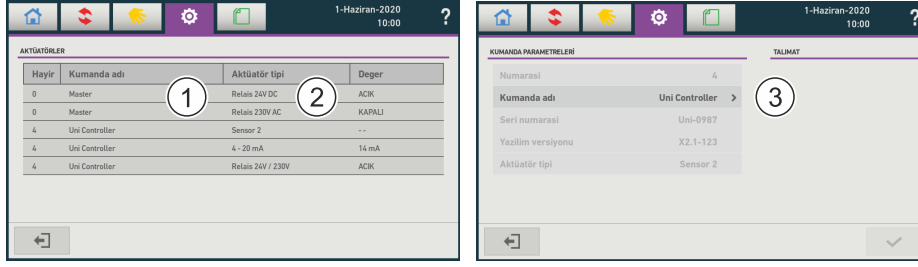 1-Haziran-2020
10:00
?
AKTÜATÖRLER
Hayir Kumanda adı Aktüatör tipi Deger
0 Master Relais 24V DC ACIK
0 Master Relais 230V AC KAPALI
4 Uni Controller Sensor 2 - -
4 Uni Controller 4 - 20 mA 14 mA
4 Uni Controller Relais 24V / 230V ACIK
1
2
1-Haziran-2020
10:00
?
KUMANDA PARAMETRELERİ
TALIMAT
Numarasi 4
Kumanda adı Uni Controller >
Seri numarasi Uni-0987
Yazilim versiyonu X2.1-123
Aktüatör tipi Sensor 2
3